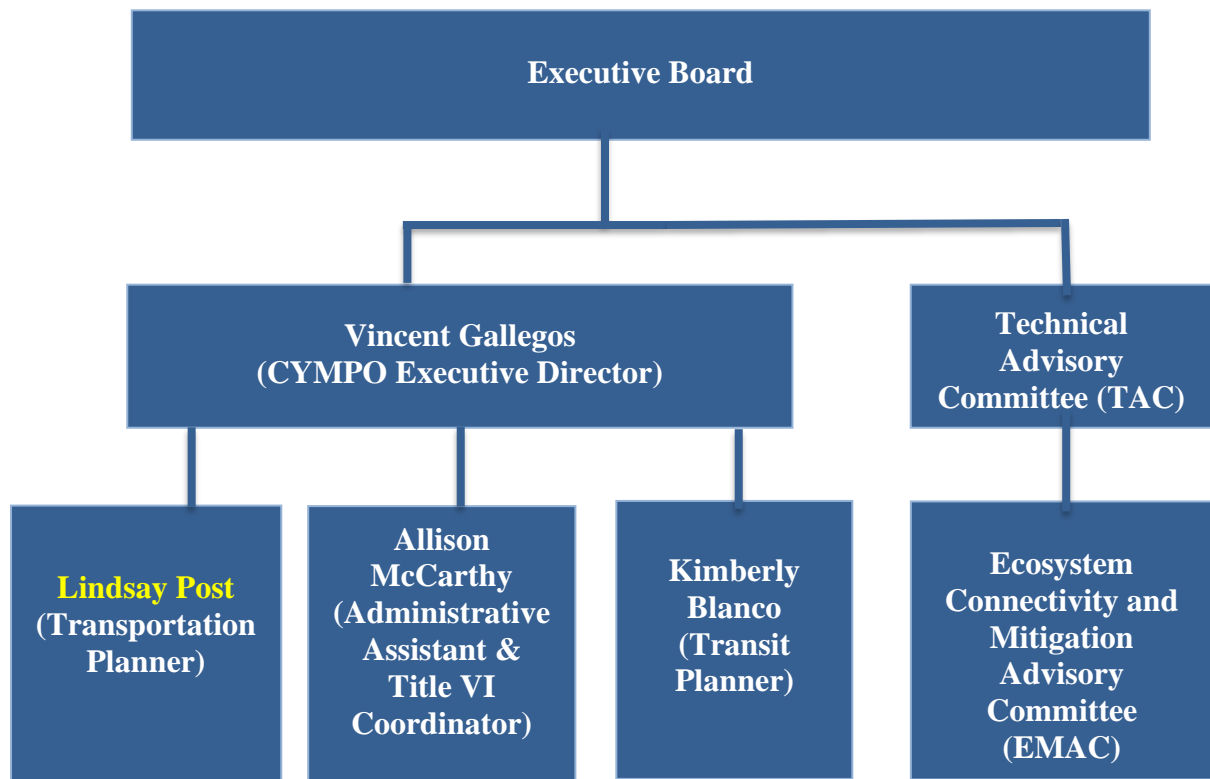 Executive Board
Vincent Gallegos
(CYMPO Executive Director)
Technical
Advisory
Committee (TAC)
Lindsay Post
(Transportation
Planner)
Allison
McCarthy
(Administrative
Assistant &
Title VI
Coordinator)
Kimberly
Blanco
(Transit
Planner)
Ecosystem
Connectivity and
Mitigation
Advisory
Committee
(EMAC)